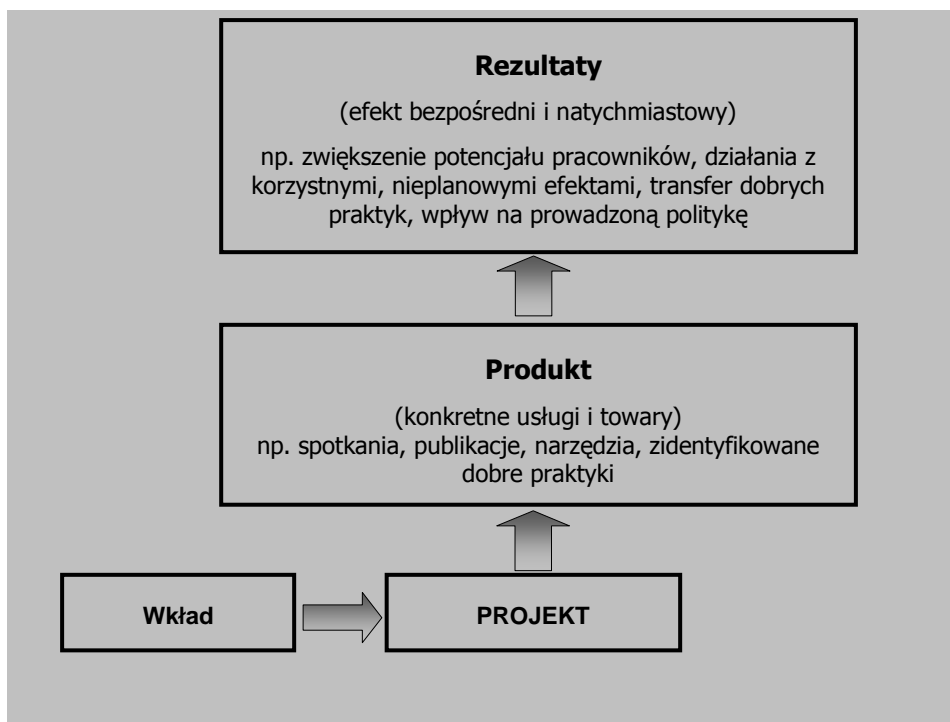 Rezultaty
(efekt bezpośredni i natychmiastowy)
np. zwiększenie potencjału pracowników, działania z
korzystnymi, nieplanowymi efektami, transfer dobrych
praktyk, wpływ na prowadzoną politykę
Produkt
(konkretne usługi i towary)
np. spotkania, publikacje, narzędzia, zidentyfikowane
dobre praktyki
Wkład
PROJEKT